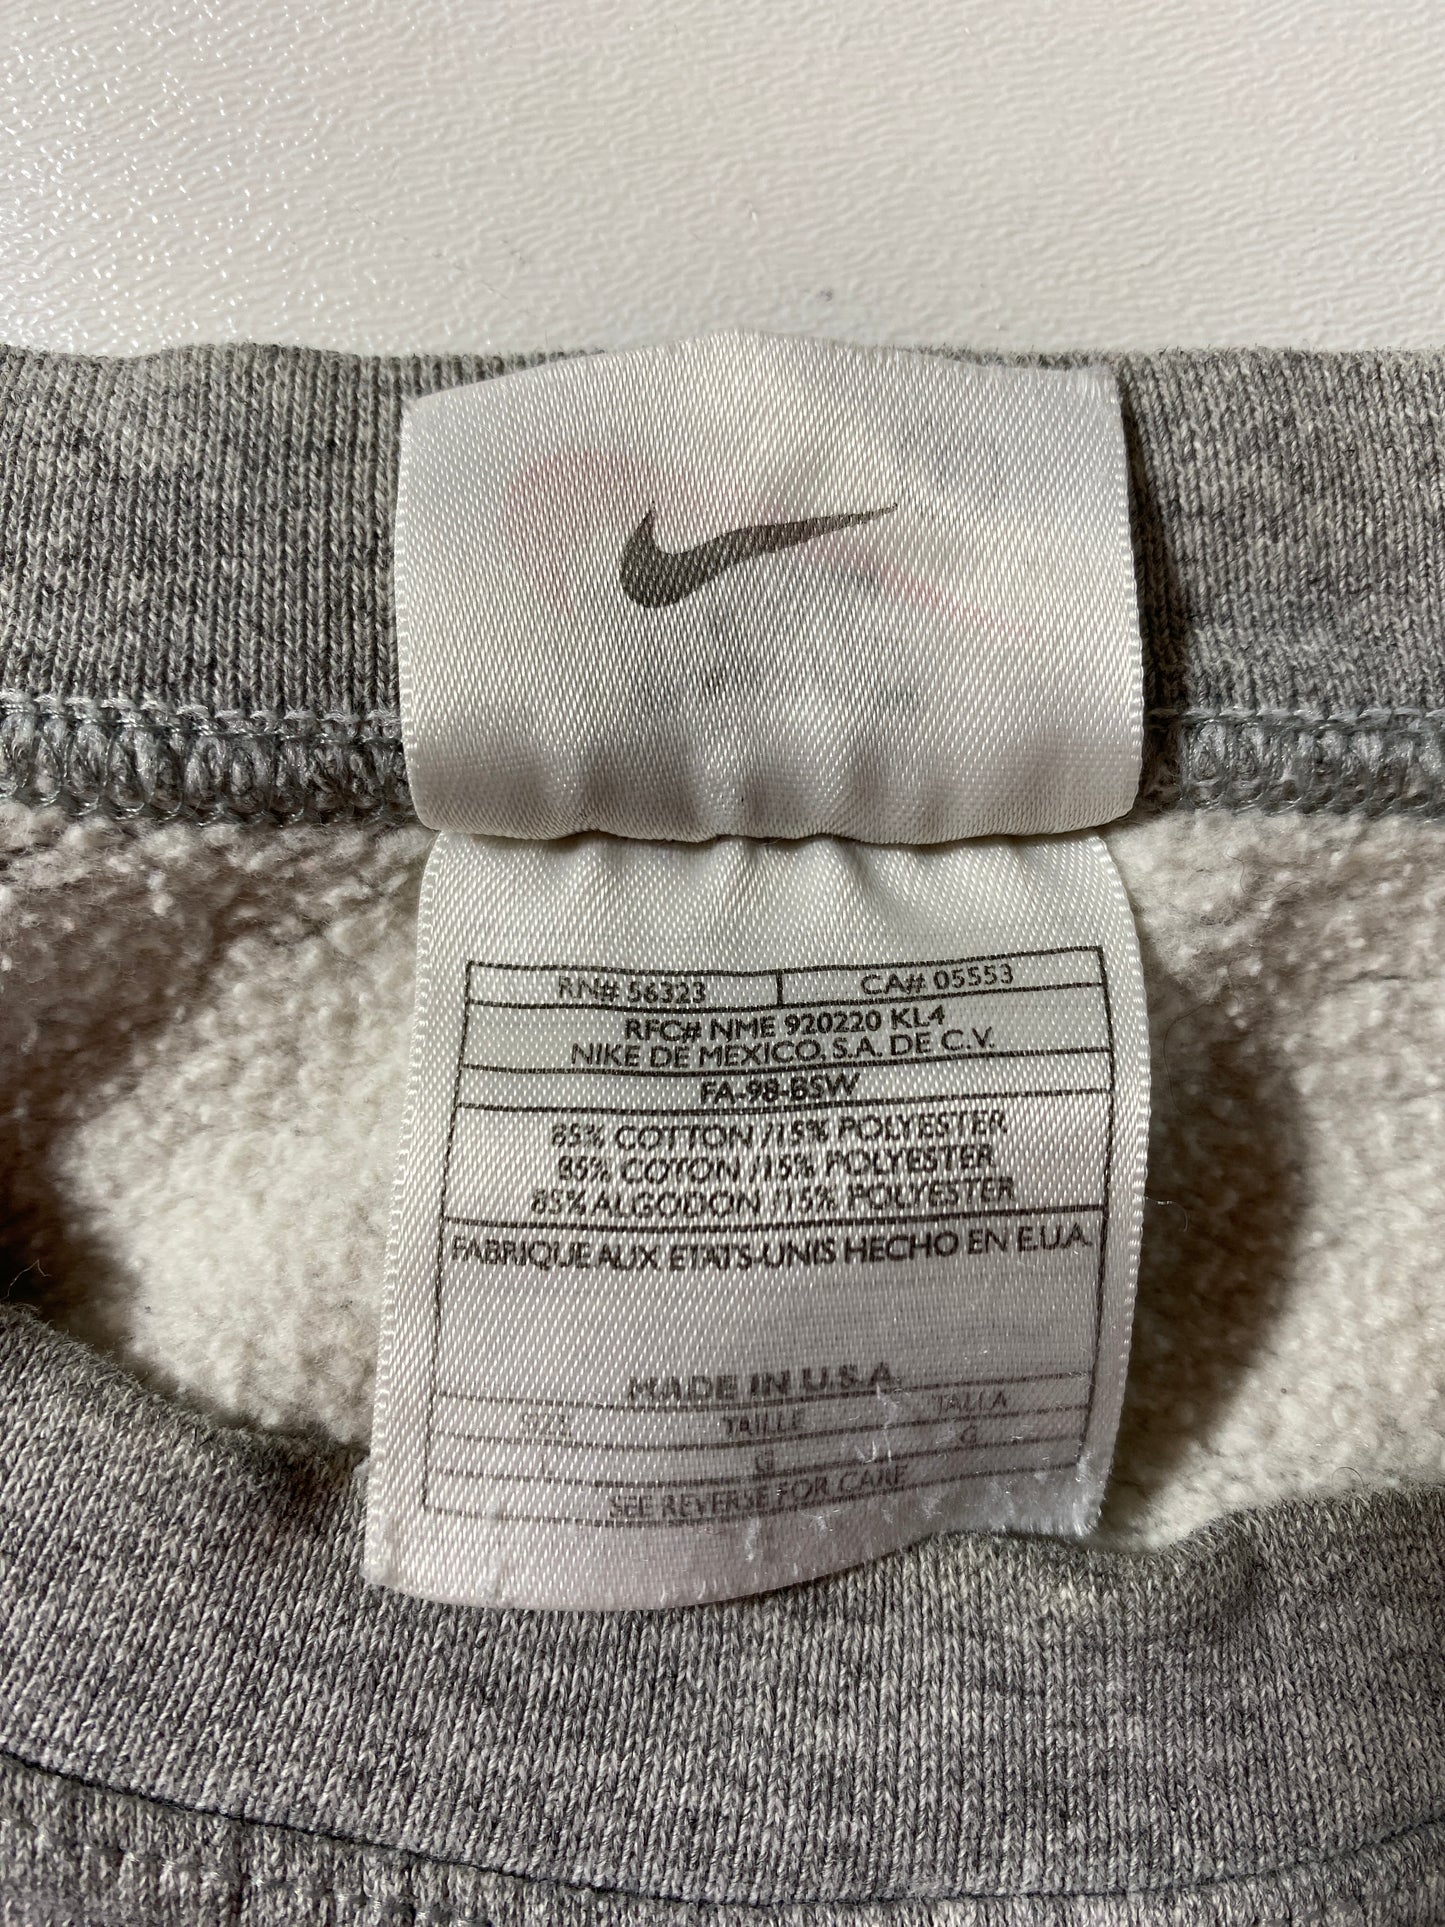 RN# 56323 CA# 05553
RFC# NME 920220 KL4
NIKE DE MEXICO, S.A. DE C.V.
FA-98-BSW
85% COTTON /15% POLYESTER
85% COTON /15% POLYESTER
85% ALGODON /15% POLYESTER
FABRIQUE AUX ETATS-UNIS HECHO EN E.U.A.
MADE IN U.S.A.
SIZE TAILLE TALLA
L G G
SEE REVERSE FOR CARE